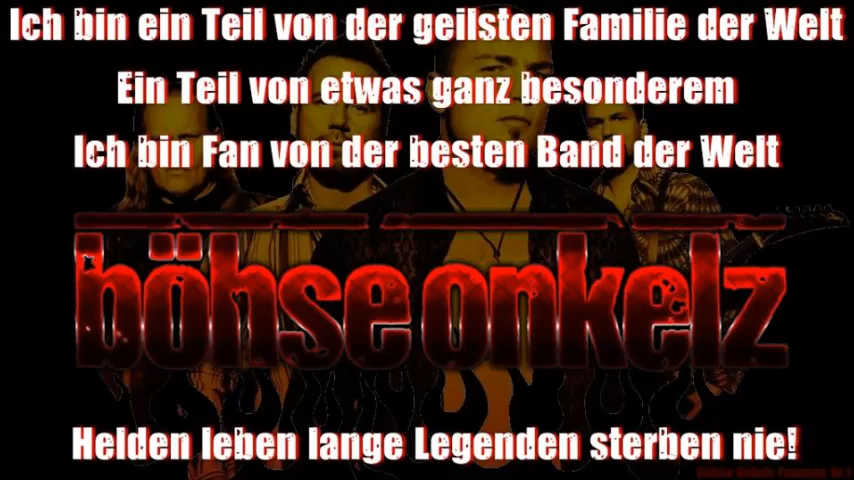 Ich bin ein Teil von der geilsten Familie der Welt
Ein Teil von etwas ganz besonderem
Ich bin Fan von der besten Band der Welt
böhse onkelz
Helden leben lange Legenden sterben nie!